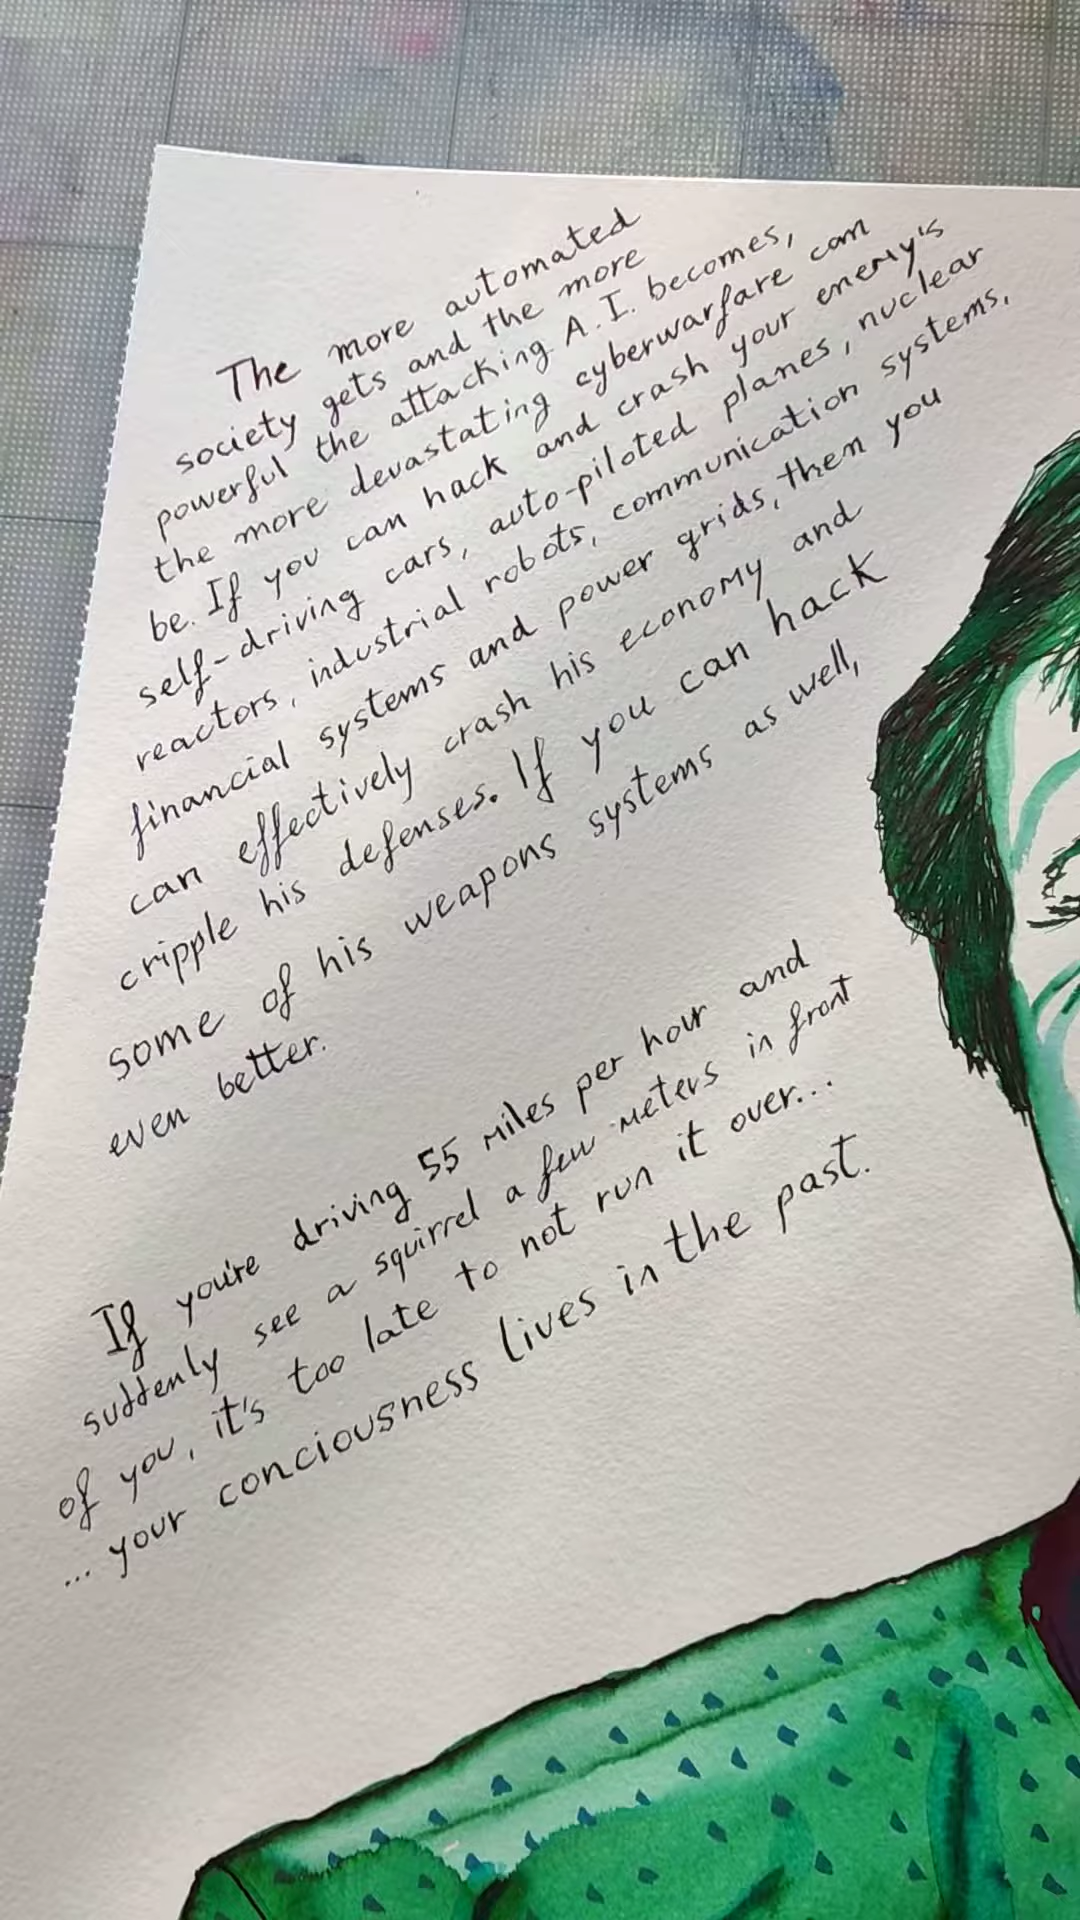 The more automated
society gets and the more
powerful the attacking A.I. becomes,
the more devastating cyberwarfare can
be. If you can hack and crash your enemy's
self-driving cars, auto-piloted planes, nuclear
reactors, industrial robots, communication systems,
financial systems and power grids, then you
can effectively crash his economy and
cripple his defenses. If you can hack
some of his weapons systems as well,
even better.
If you're driving 55 miles per hour and
suddenly see a squirrel a few meters in front
of you, it's too late to not run it over...
... your conciousness lives in the past.